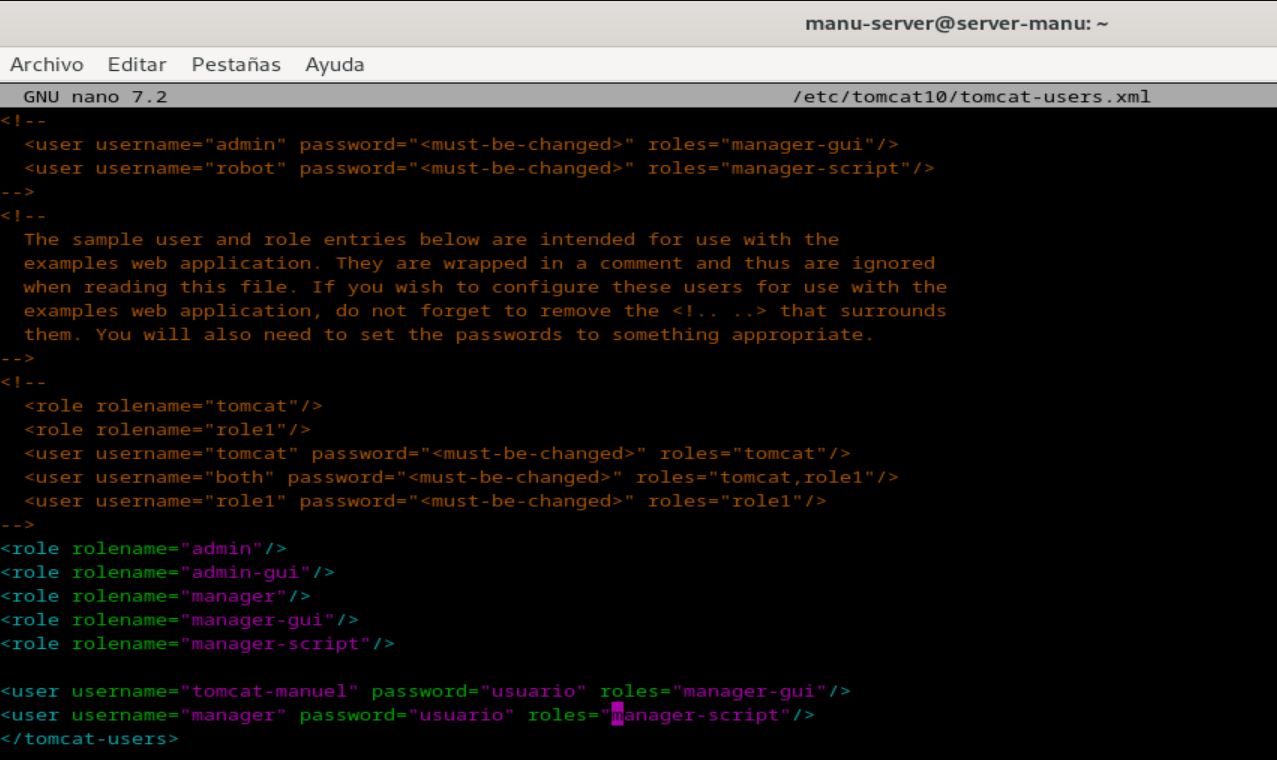 manu-server@server-manu: ~
Archivo Editar Pestañas Ayuda
GNU nano 7.2 /etc/tomcat10/tomcat-users.xml
<!--
  <user username="admin" password="<must-be-changed>" roles="manager-gui"/>
  <user username="robot" password="<must-be-changed>" roles="manager-script"/>
-->
<!--
  The sample user and role entries below are intended for use with the
  examples web application. They are wrapped in a comment and thus are ignored
  when reading this file. If you wish to configure these users for use with the
  examples web application, do not forget to remove the <!.. ..> that surrounds
  them. You will also need to set the passwords to something appropriate.
-->
<!--
  <role rolename="tomcat"/>
  <role rolename="role1"/>
  <user username="tomcat" password="<must-be-changed>" roles="tomcat"/>
  <user username="both" password="<must-be-changed>" roles="tomcat,role1"/>
  <user username="role1" password="<must-be-changed>" roles="role1"/>
-->
<role rolename="admin"/>
<role rolename="admin-gui"/>
<role rolename="manager"/>
<role rolename="manager-gui"/>
<role rolename="manager-script"/>
<user username="tomcat-manuel" password="usuario" roles="manager-gui"/>
<user username="manager" password="usuario" roles="manager-script"/>
</tomcat-users>